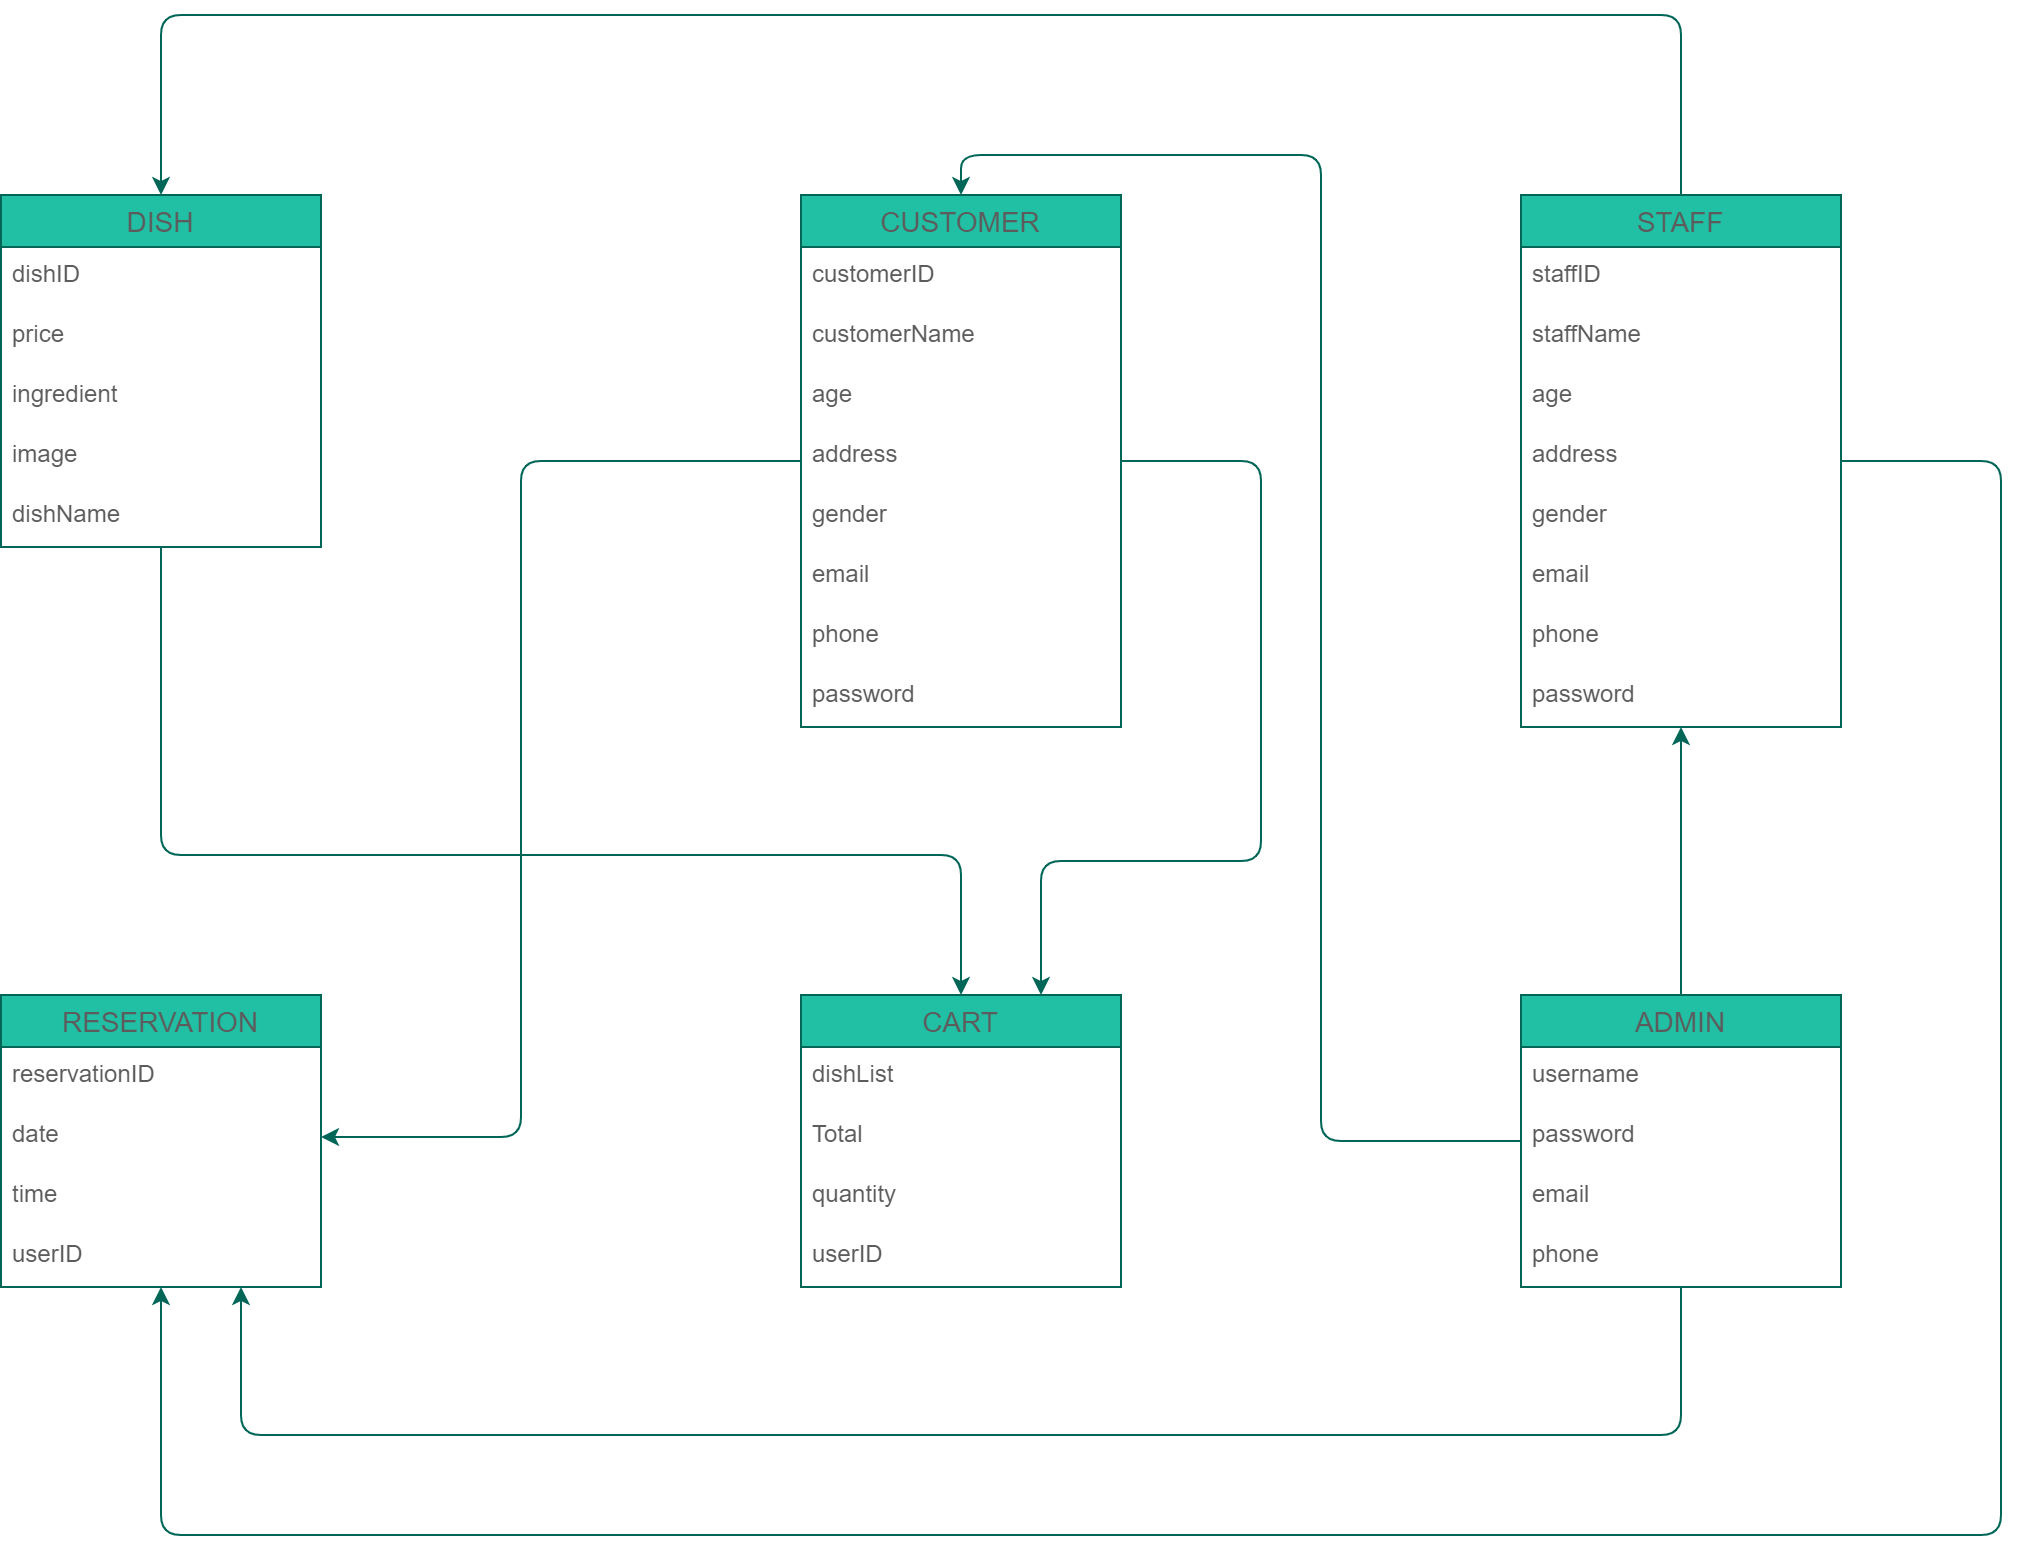 DISH
dishID
price
ingredient
image
dishName
CUSTOMER
customerID
customerName
age
address
gender
email
phone
password
STAFF
staffID
staffName
age
address
gender
email
phone
password
RESERVATION
reservationID
date
time
userID
CART
dishList
Total
quantity
userID
ADMIN
username
password
email
phone